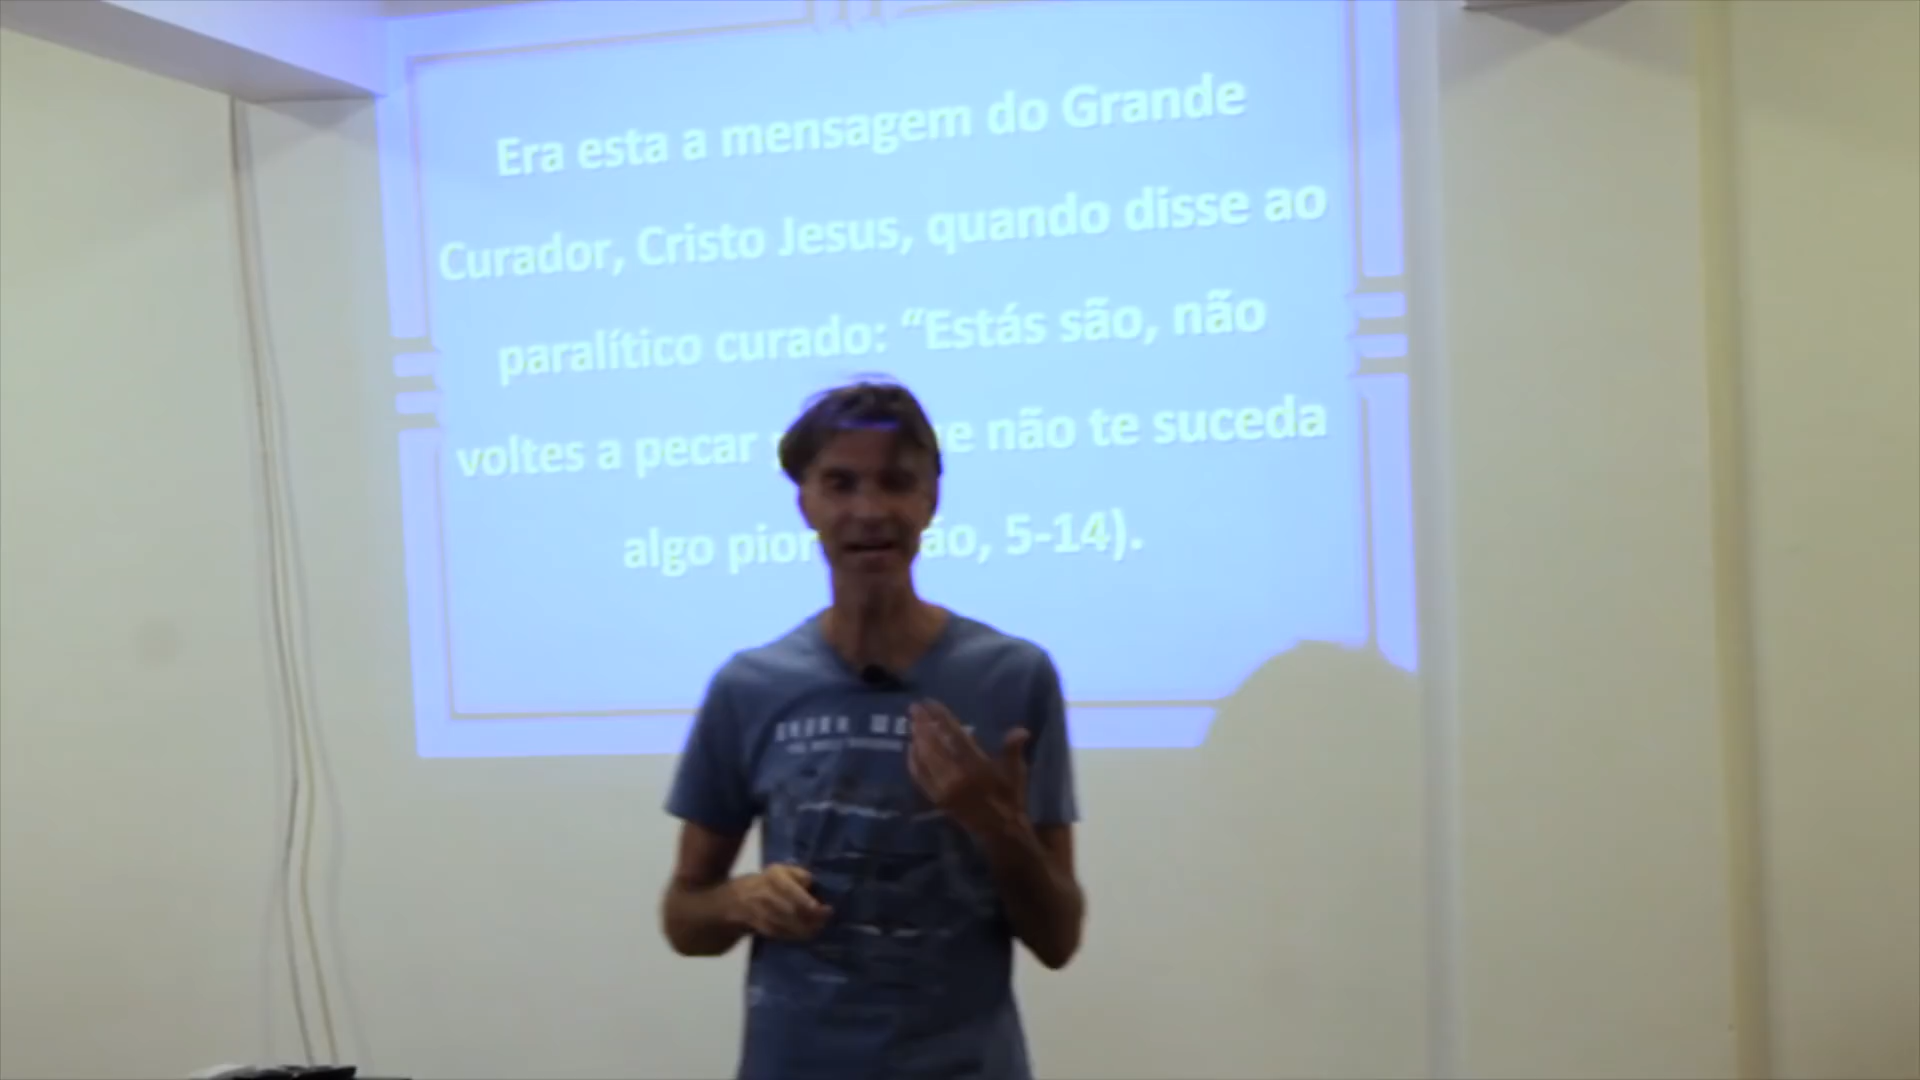 Era esta a mensagem do Grande
Curador, Cristo Jesus, quando disse ao
paralítico curado: “Estás são, não
voltes a pecar não te suceda
algo pior 5-14).